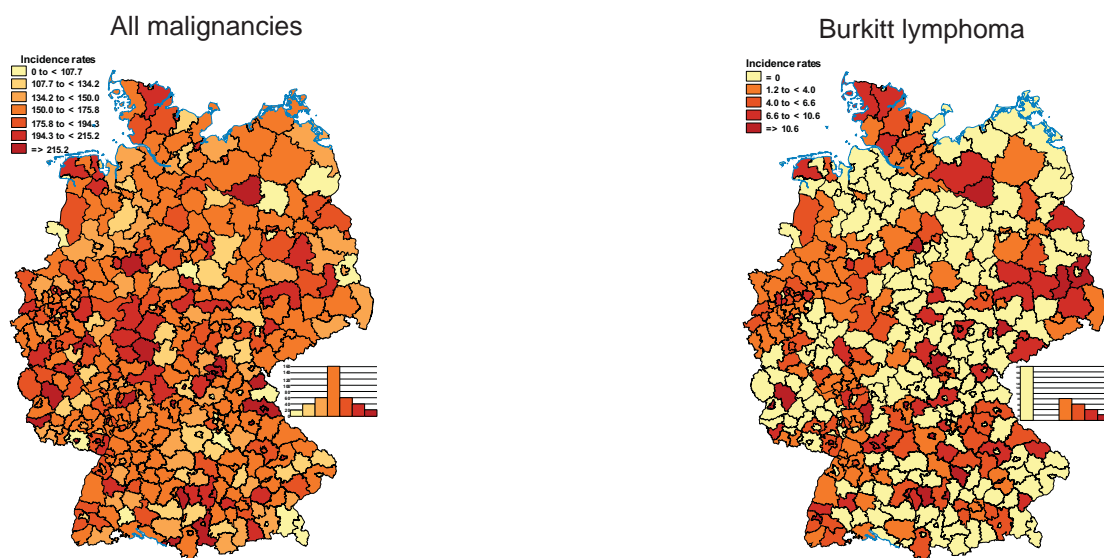 All malignancies
Burkitt lymphoma
Incidence rates
0 to < 107.7
107.7 to < 134.2
134.2 to < 150.0
150.0 to < 175.8
175.8 to < 194.3
194.3 to < 215.2
=> 215.2
Incidence rates
= 0
1.2 to < 4.0
4.0 to < 6.6
6.6 to < 10.6
=> 10.6